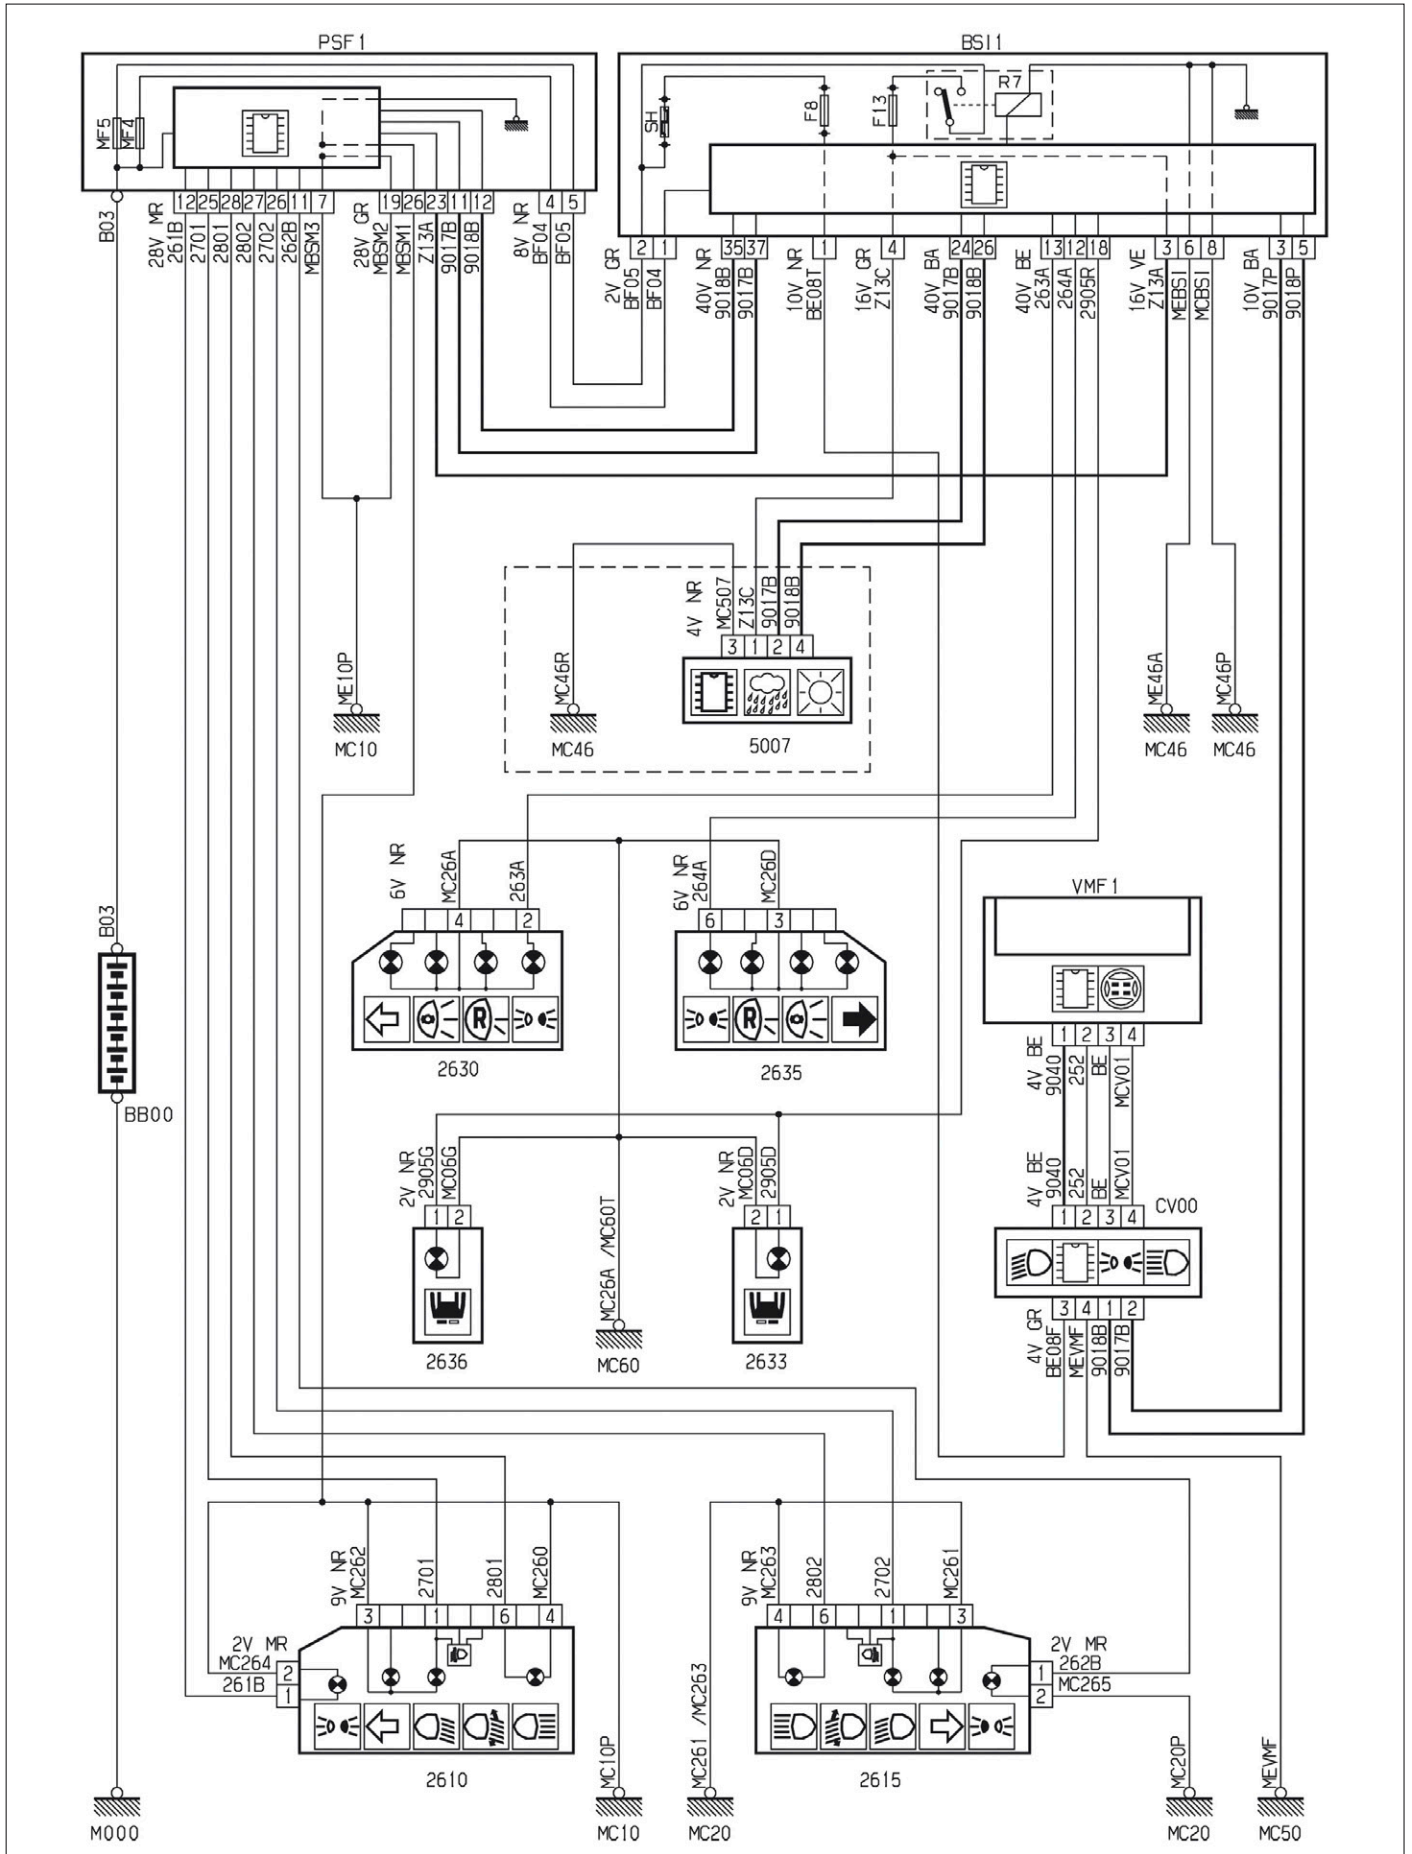 PSF1
BSI1
MF5
MF4
SH
F8
F13
R7
12 25 28 27 26 11 7
19 26 23 11 12
4 5
2 1
35 37
1
4
24 26
13 12 18
3 6 8
3 5
B03
28V MR
261B
2701
2801
2802
2702
262B
MBSM3
28V GR
MBSM2
MBSM1
Z13A
9017B
9018B
8V NR
BF04
BF05
2V GR
BF05
BF04
40V NR
9018B
9017B
10V NR
BE08T
16V GR
Z13C
40V BA
9017B
9018B
40V BE
263A
264A
2905R
16V VE
Z13A
MEBSI
MCBSI
10V BA
9017P
9018P
4V NR
MC507
Z13C
9017B
9018B
3 1 2 4
5007
ME10P
MC10
MC46R
MC46
ME46A
MC46
MC46P
MC46
6V NR
MC26A
263A
4 2
R
2630
6V NR
264A
MC26D
6 3
R
2635
VMF1
1 2 3 4
4V BE
9040
252
BE
MCV01
4V BE
9040
252
BE
MCV01
1 2 3 4
CV00
3 4 1 2
4V GR
BE08F
MEVMF
9018B
9017B
B03
BB00
2V NR
2905G
MC06G
1 2
2636
MC26A /MC60T
MC60
2V NR
MC06D
2905D
2 1
2633
9V NR
MC262
2701
2801
MC260
3 1 6 4
2V MR
MC264
261B
2
1
2610
MC10P
MC10
MC261 /MC263
MC20
9V NR
MC263
2802
2702
MC261
4 6 1 3
2V MR
262B
MC265
1
2
2615
MC20P
MC20
MEVMF
MC50
M000